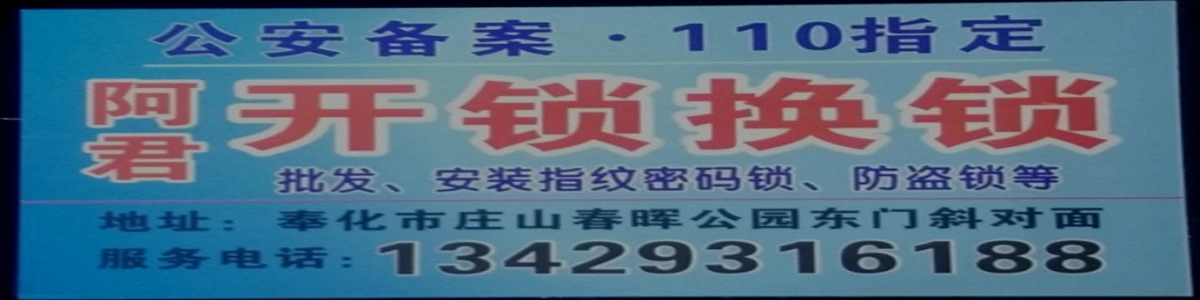 公安备案·110指定
阿君
开锁换锁
批发、安装指纹密码锁、防盗锁等
地址：奉化市庄山春晖公园东门斜对面
服务电话：13429316188